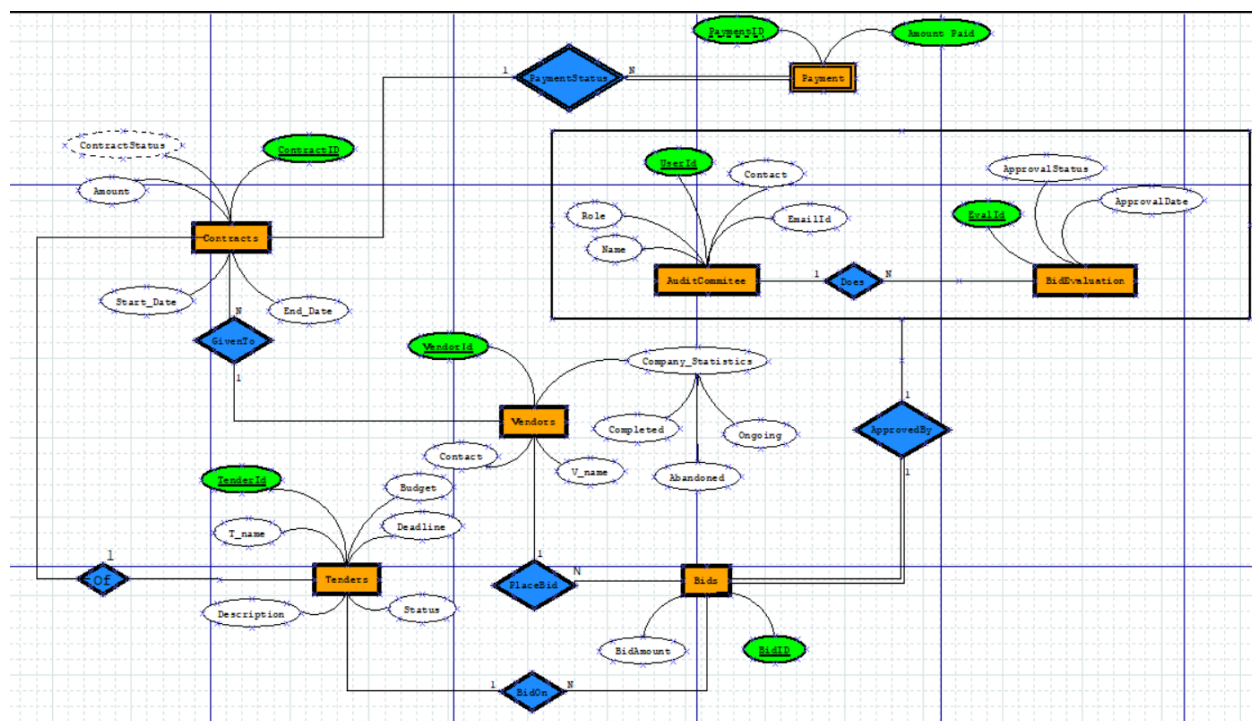 PaymentID
Amount Paid
1
PaymentStatus
N
Payment
ContractStatus
ContractID
Amount
Contracts
Start_Date
End_Date
N
GivenTo
1
UserId
Contact
Role
EmailId
Name
AuditCommitee
1
Does
N
ApprovalStatus
ApprovalDate
EvalId
BidEvaluation
VendorId
Company_Statistics
Vendors
Completed
Ongoing
Abandoned
Contact
V_name
1
ApprovedBy
1
TenderId
Budget
T_name
Deadline
1
Of
Tenders
Description
Status
1
PlaceBid
N
Bids
BidAmount
BidID
1
BidOn
N